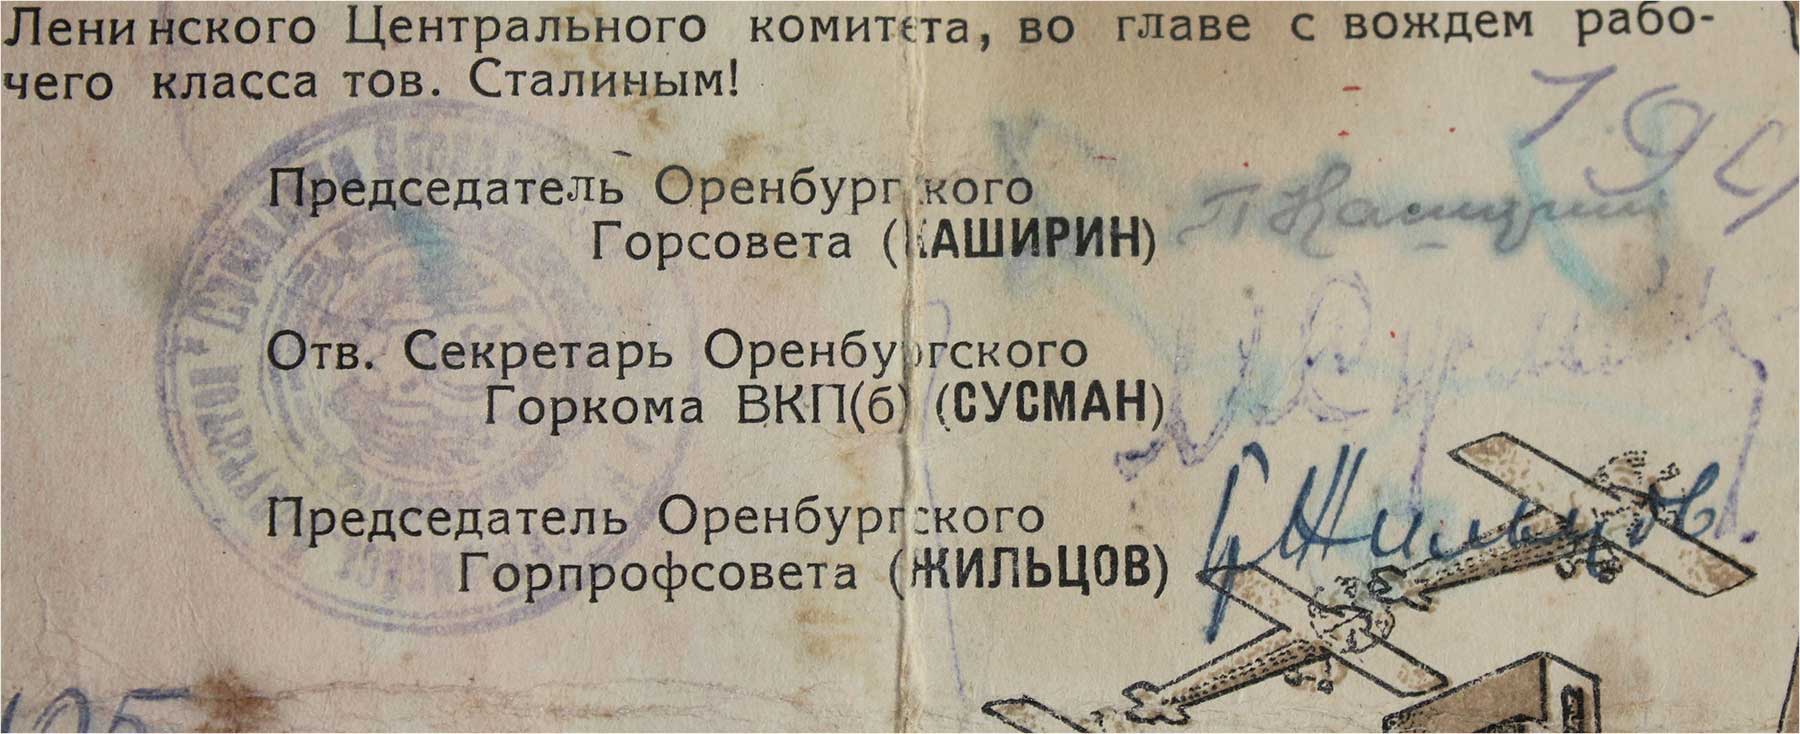 Ленинского Центрального комитета, во главе с вождем рабо-
чего класса тов. Сталиным!
Председатель Оренбургского
Горсовета (КАШИРИН)
Отв. Секретарь Оренбургского
Горкома ВКП(б) (СУСМАН)
Председатель Оренбургского
Горпрофсовета (ЖИЛЬЦОВ)
Жильцов